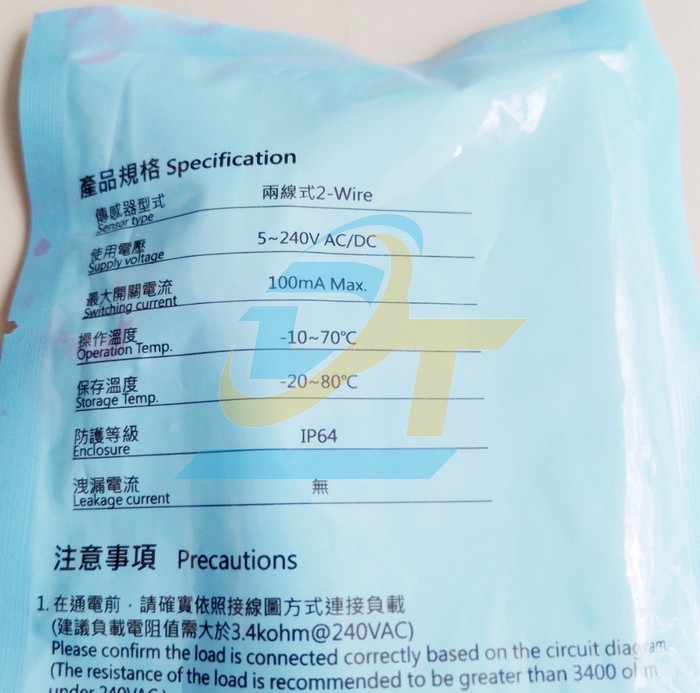 產品規格 Specification
傳感器型式 兩線式2-Wire
Sensor type
使用電壓 5~240V AC/DC
Supply voltage
最大開關電流 100mA Max.
Switching current
操作溫度 -10~70℃
Operation Temp.
保存溫度 -20~80℃
Storage Temp.
防護等級 IP64
Enclosure
洩漏電流 無
Leakage current
DT
注意事項 Precautions
1. 在通電前，請確實依照接線圖方式連接負載
(建議負載電阻值需大於3.4kohm@240VAC)
Please confirm the load is connected correctly based on the circuit diagram.
(The resistance of the load is recommended to be greater than 3400
under 240VAC)